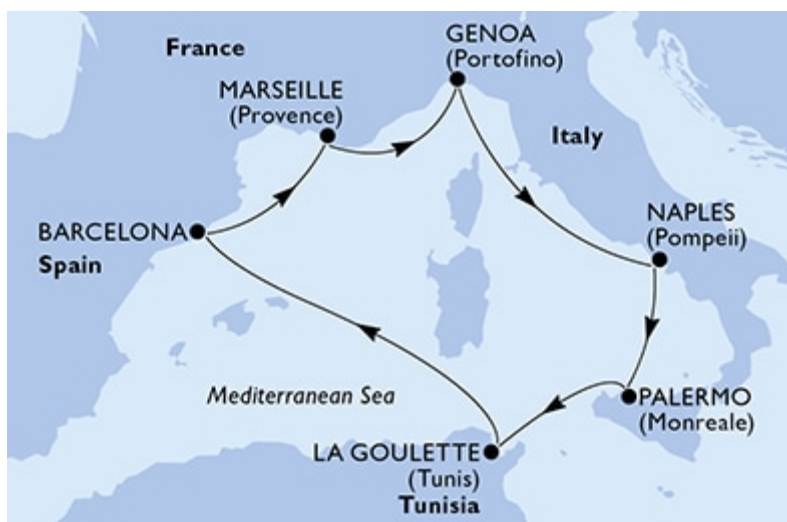 France
GENOA
(Portofino)
MARSEILLE
(Provence)
Italy
BARCELONA
Spain
NAPLES
(Pompeii)
Mediterranean Sea
PALERMO
(Monreale)
LA GOULETTE
(Tunis)
Tunisia